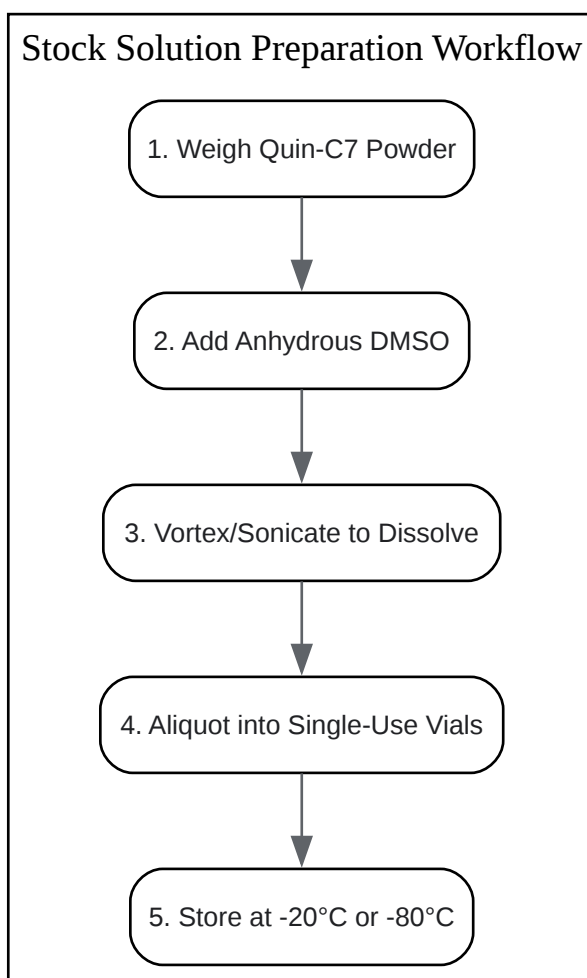 Stock Solution Preparation Workflow
1. Weigh Quin-C7 Powder
2. Add Anhydrous DMSO
3. Vortex/Sonicate to Dissolve
4. Aliquot into Single-Use Vials
5. Store at -20°C or -80°C